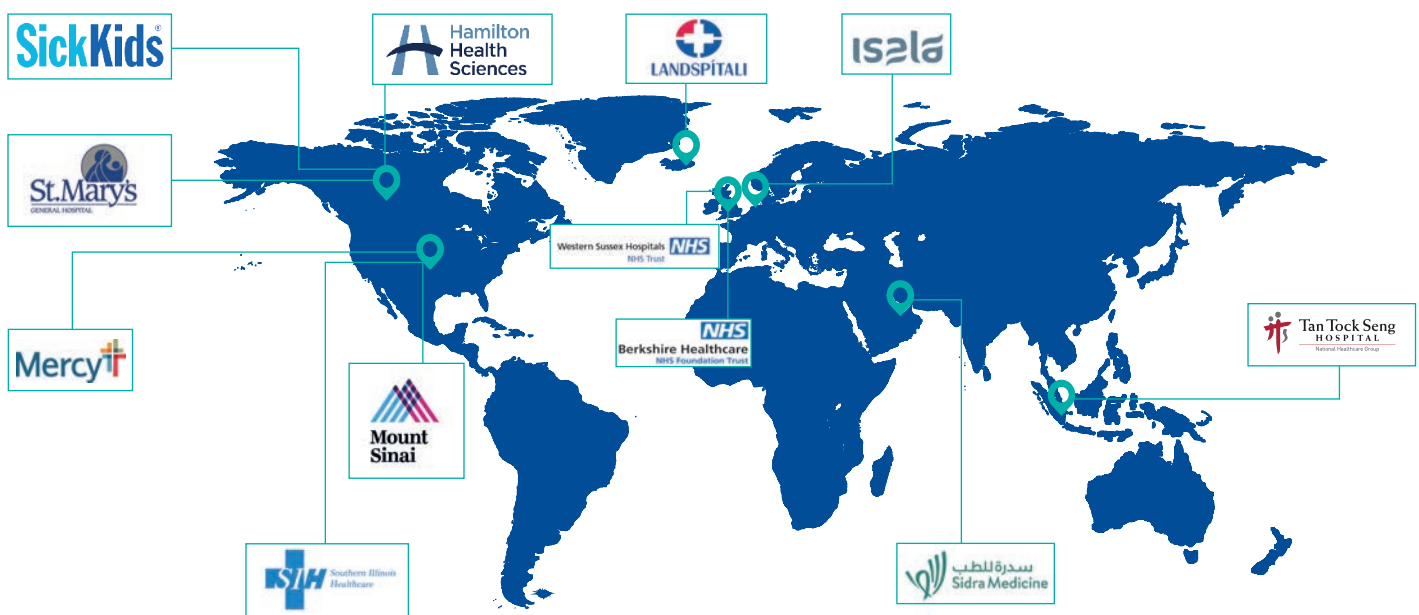 SickKids®
Hamilton
Health
Sciences
LANDSPÍTALI
isala
St.Mary's
GENERAL HOSPITAL
Western Sussex Hospitals NHS
NHS Trust
Mercy
NHS
Berkshire Healthcare
NHS Foundation Trust
Tan Tock Seng
HOSPITAL
National Healthcare Group
Mount
Sinai
SIH Southern Illinois
Healthcare
سدرة للطب
Sidra Medicine